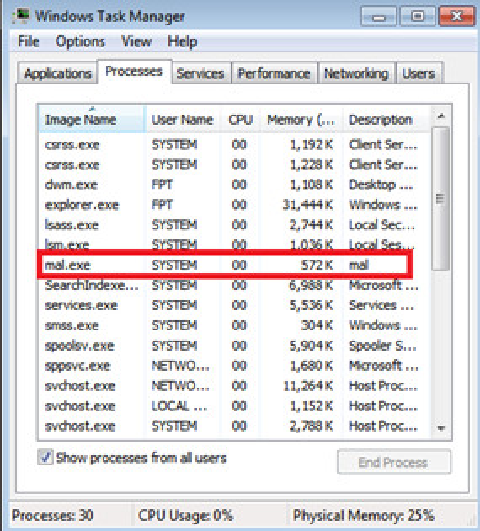 Windows Task Manager
File Options View Help
Applications Processes Services Performance Networking Users
Image Name User Name CPU Memory (... Description
csrss.exe SYSTEM 00 1,192 K Client Ser...
csrss.exe SYSTEM 00 1,228 K Client Ser...
dwm.exe FPT 00 1,108 K Desktop ...
explorer.exe FPT 00 31,444 K Windows ...
lsass.exe SYSTEM 00 2,744 K Local Sec...
lsm.exe SYSTEM 00 1,036 K Local Ses...
mal.exe SYSTEM 00 572 K mal
SearchIndexe... SYSTEM 00 6,988 K Microsoft ...
services.exe SYSTEM 00 5,536 K Services ...
smss.exe SYSTEM 00 304 K Windows ...
spoolsv.exe SYSTEM 00 5,904 K Spooler S...
sppsvc.exe NETWO... 00 1,680 K Microsoft ...
svchost.exe NETWO... 00 11,264 K Host Proc...
svchost.exe LOCAL ... 00 1,152 K Host Proc...
svchost.exe SYSTEM 00 2,788 K Host Proc...
Show processes from all users
End Process
Processes: 30 CPU Usage: 0% Physical Memory: 25%